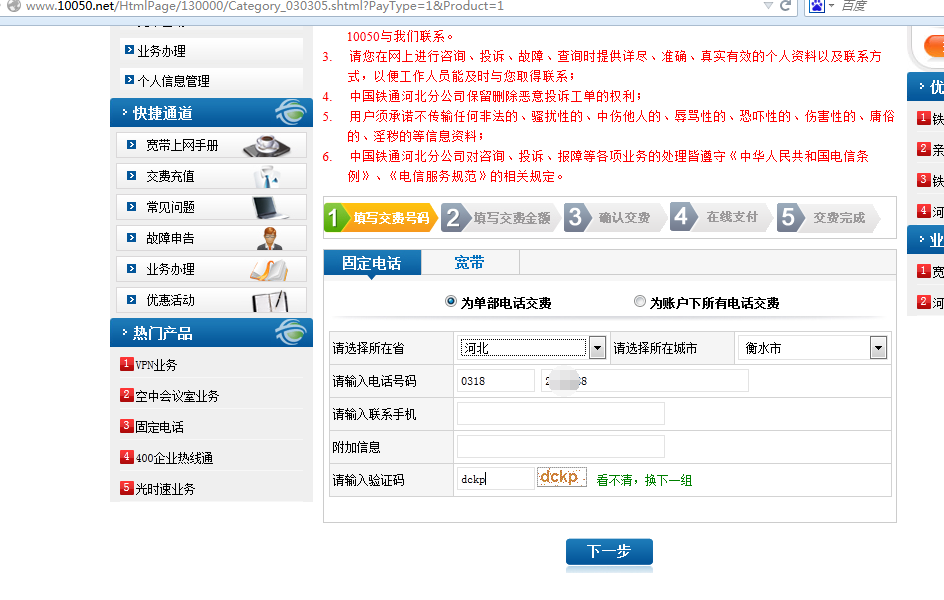 www.10050.net/HtmlPage/130000/Category_030305.shtml?PayType=1&Product=1
百度
业务办理
个人信息管理
快捷通道
宽带上网手册
交费充值
常见问题
故障申告
业务办理
优惠活动
热门产品
1 VPN业务
2 空中会议室业务
3 固定电话
4 400企业热线通
5 光时速业务
10050与我们联系。
3. 请您在网上进行咨询、投诉、故障、查询时提供详尽、准确、真实有效的个人资料以及联系方
式，以便工作人员能及时与您取得联系；
4. 中国铁通河北分公司保留删除恶意投诉工单的权利；
5. 用户须承诺不传输任何非法的、骚扰性的、中伤他人的、辱骂性的、恐吓性的、伤害性的、庸俗
的、淫秽的等信息资料；
6. 中国铁通河北分公司对咨询、投诉、报障等各项业务的处理皆遵守《中华人民共和国电信条
例》、《电信服务规范》的相关规定。
1 填写交费号码 2 填写交费金额 3 确认交费 4 在线支付 5 交费完成
固定电话 宽带
为单部电话交费 为账户下所有电话交费
请选择所在省 河北 请选择所在城市 衡水市
请输入电话号码 0318 2 8
请输入联系手机
附加信息
请输入验证码 dckp dckp 看不清，换下一组
下一步
优
1 铁
2 亲
3 铁
4 河
业
1 宽
2 河